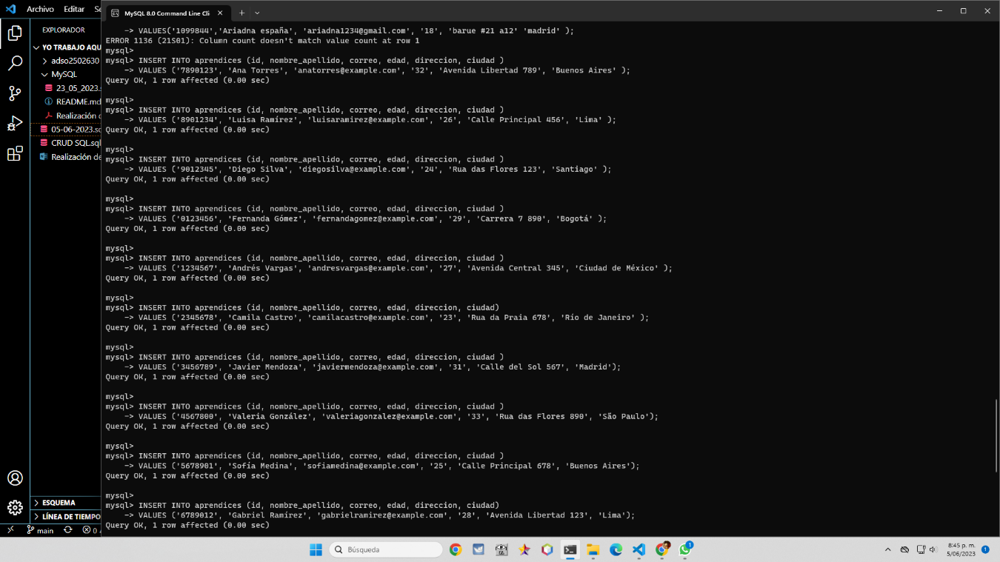 Archivo Editar Se
MySQL 8.0 Command Line Cli
EXPLORADOR
YO TRABAJO AQU
adso2502630
MySQL
23_05_2023.s
README.md
Realización d
05-06-2023.sq
CRUD SQL.sql
Realización de
ESQUEMA
LÍNEA DE TIEMPO
main
0
-> VALUES('1099844','Ariadna españa', 'ariadna1234@gmail.com', '18', 'barue #21 a12' 'madrid' );
ERROR 1136 (21S01): Column count doesn't match value count at row 1
mysql>
mysql> INSERT INTO aprendices (id, nombre_apellido, correo, edad, direccion, ciudad )
-> VALUES ('7890123', 'Ana Torres', 'anatorres@example.com', '32', 'Avenida Libertad 789', 'Buenos Aires' );
Query OK, 1 row affected (0.00 sec)
mysql>
mysql> INSERT INTO aprendices (id, nombre_apellido, correo, edad, direccion, ciudad )
-> VALUES ('8901234', 'Luisa Ramírez', 'luisaramirez@example.com', '26', 'Calle Principal 456', 'Lima' );
Query OK, 1 row affected (0.00 sec)
mysql>
mysql> INSERT INTO aprendices (id, nombre_apellido, correo, edad, direccion, ciudad )
-> VALUES ('9012345', 'Diego Silva', 'diegosilva@example.com', '24', 'Rua das Flores 123', 'Santiago' );
Query OK, 1 row affected (0.00 sec)
mysql>
mysql> INSERT INTO aprendices (id, nombre_apellido, correo, edad, direccion, ciudad )
-> VALUES ('0123456', 'Fernanda Gómez', 'fernandagomez@example.com', '29', 'Carrera 7 890', 'Bogotá' );
Query OK, 1 row affected (0.00 sec)
mysql>
mysql> INSERT INTO aprendices (id, nombre_apellido, correo, edad, direccion, ciudad )
-> VALUES ('1234567', 'Andrés Vargas', 'andresvargas@example.com', '27', 'Avenida Central 345', 'Ciudad de México' );
Query OK, 1 row affected (0.00 sec)
mysql>
mysql> INSERT INTO aprendices (id, nombre_apellido, correo, edad, direccion, ciudad)
-> VALUES ('2345678', 'Camila Castro', 'camilacastro@example.com', '23', 'Rua da Praia 678', 'Río de Janeiro' );
Query OK, 1 row affected (0.00 sec)
mysql>
mysql> INSERT INTO aprendices (id, nombre_apellido, correo, edad, direccion, ciudad )
-> VALUES ('3456789', 'Javier Mendoza', 'javiermendoza@example.com', '31', 'Calle del Sol 567', 'Madrid');
Query OK, 1 row affected (0.00 sec)
mysql>
mysql> INSERT INTO aprendices (id, nombre_apellido, correo, edad, direccion, ciudad )
-> VALUES ('4567800', 'Valeria González', 'valeriagonzalez@example.com', '33', 'Rua das Flores 890', 'São Paulo');
Query OK, 1 row affected (0.00 sec)
mysql>
mysql> INSERT INTO aprendices (id, nombre_apellido, correo, edad, direccion, ciudad )
-> VALUES ('5678901', 'Sofía Medina', 'sofiamedina@example.com', '25', 'Calle Principal 678', 'Buenos Aires');
Query OK, 1 row affected (0.00 sec)
mysql>
mysql> INSERT INTO aprendices (id, nombre_apellido, correo, edad, direccion, ciudad)
-> VALUES ('6789012', 'Gabriel Ramírez', 'gabrielramirez@example.com', '28', 'Avenida Libertad 123', 'Lima');
Query OK, 1 row affected (0.00 sec)
Búsqueda
1
8:45 p. m.
5/06/2023
1